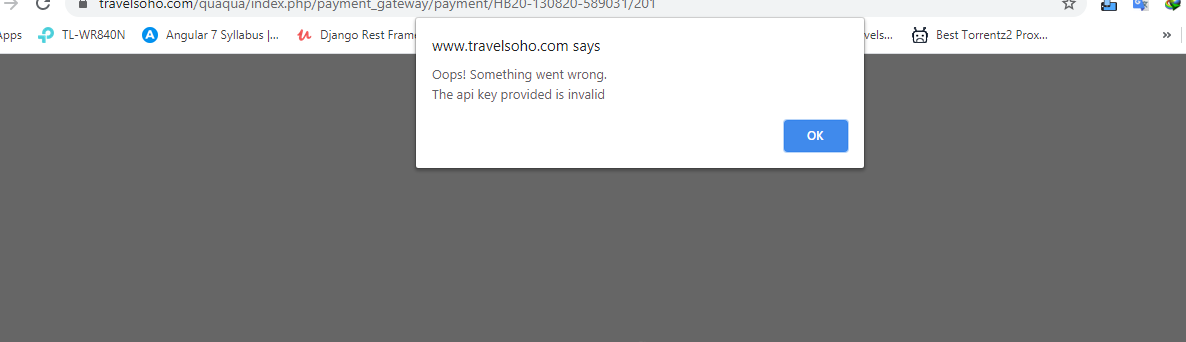 travelsoho.com/quaqua/index.php/payment_gateway/payment/HB20-130820-589031/201
Apps
TL-WR840N
Angular 7 Syllabus |...
Django Rest Fram
vels...
Best Torrentz2 Prox...
»
www.travelsoho.com says
Oops! Something went wrong.
The api key provided is invalid
OK